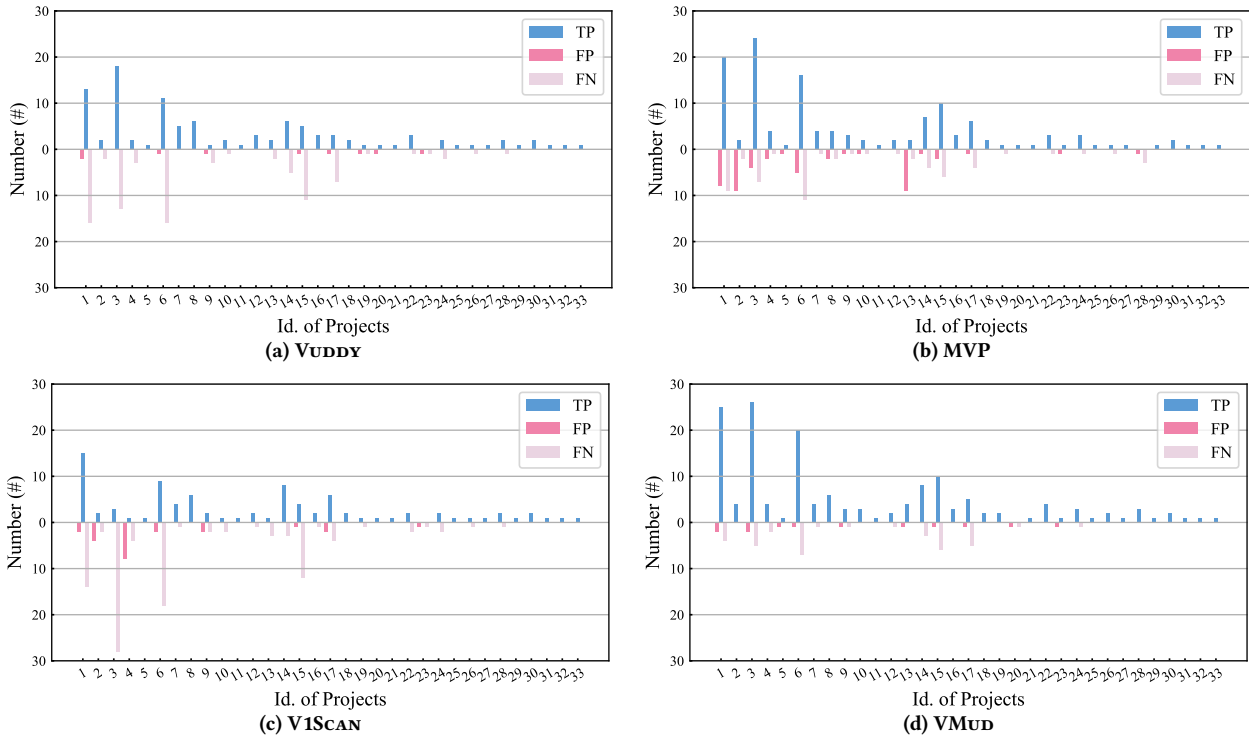 30
20
10
0
10
20
30
Number (#)
TP
FP
FN
1 2 3 4 5 6 7 8 9 10 11 12 13 14 15 16 17 18 19 20 21 22 23 24 25 26 27 28 29 30 31 32 33
Id. of Projects
(a) VUDDY
30
20
10
0
10
20
30
Number (#)
TP
FP
FN
1 2 3 4 5 6 7 8 9 10 11 12 13 14 15 16 17 18 19 20 21 22 23 24 25 26 27 28 29 30 31 32 33
Id. of Projects
(b) MVP
30
20
10
0
10
20
30
Number (#)
TP
FP
FN
1 2 3 4 5 6 7 8 9 10 11 12 13 14 15 16 17 18 19 20 21 22 23 24 25 26 27 28 29 30 31 32 33
Id. of Projects
(c) V1SCAN
30
20
10
0
10
20
30
Number (#)
TP
FP
FN
1 2 3 4 5 6 7 8 9 10 11 12 13 14 15 16 17 18 19 20 21 22 23 24 25 26 27 28 29 30 31 32 33
Id. of Projects
(d) VMUD